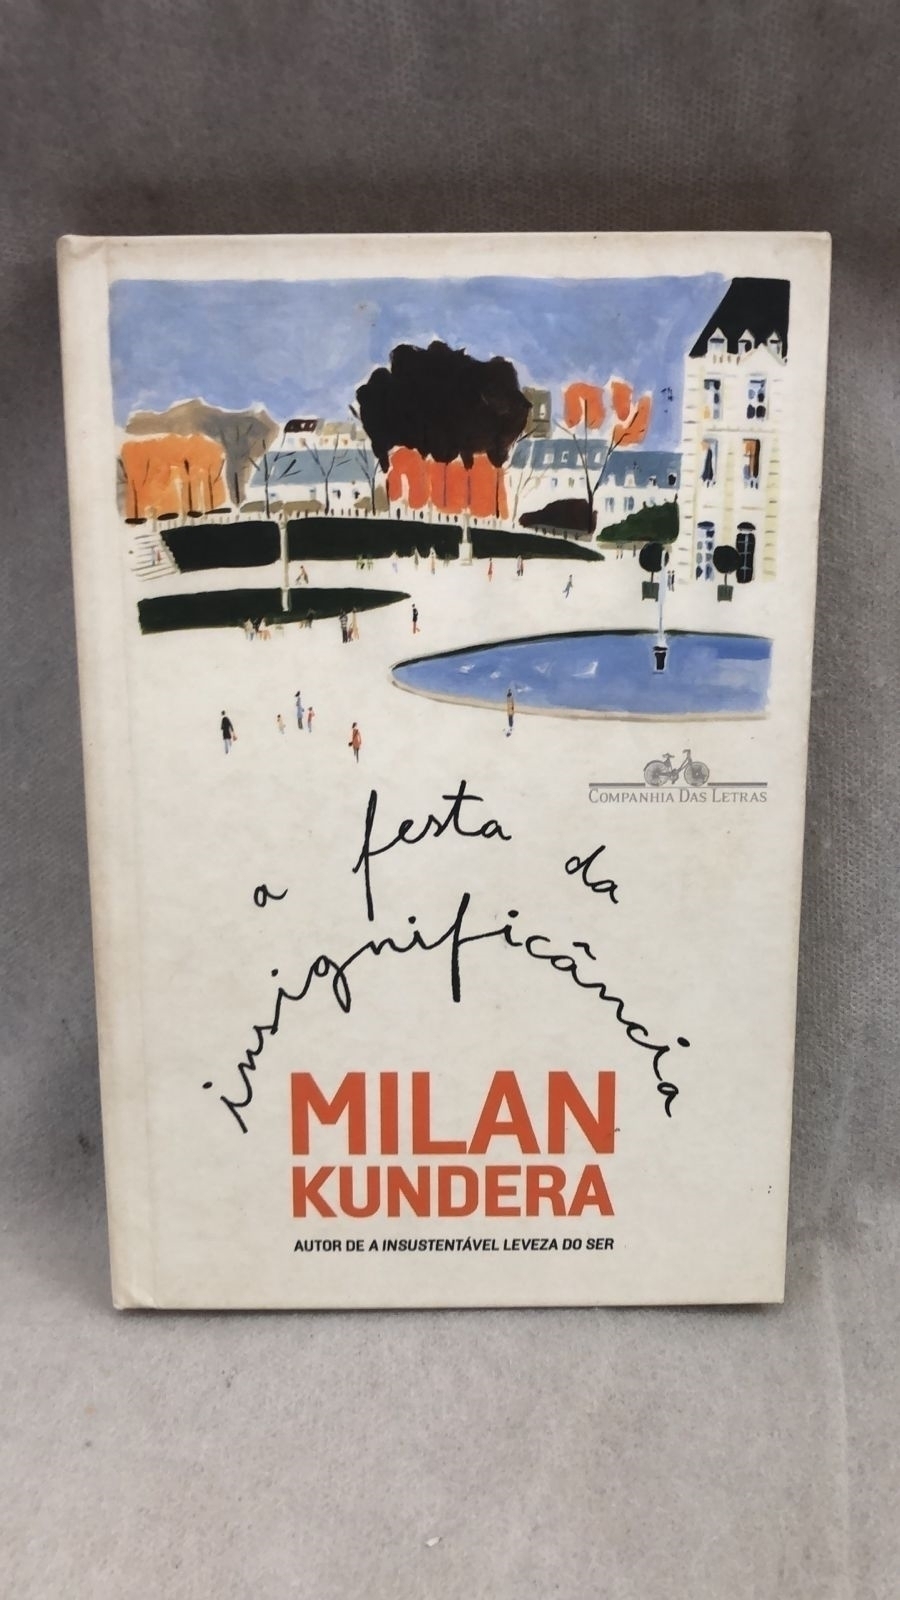 COMPANHIA DAS LETRAS
a festa da
insignificância
MILAN
KUNDERA
AUTOR DE A INSUSTENTÁVEL LEVEZA DO SER